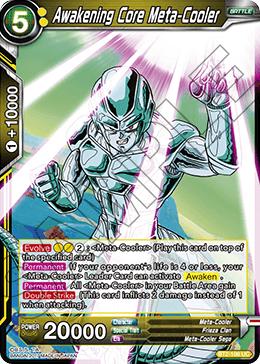 5 Awakening Core Meta-Cooler BATTLE
+10000
Evolve 2 : <Meta-Cooler> (Play this card on top
of the specified card)
Permanent If your opponent's life is at 4 or less, your
<Meta-Cooler> Leader Card can activate Awaken.
Permanent All <Meta-Cooler> in your Battle Area gain
Double Strike (This card inflicts 2 damage instead of 1
when attacking).
POWER 20000
Character Meta-Cooler
Special Trait Frieza Clan
Era Meta-Cooler Saga
BT2-108 UC